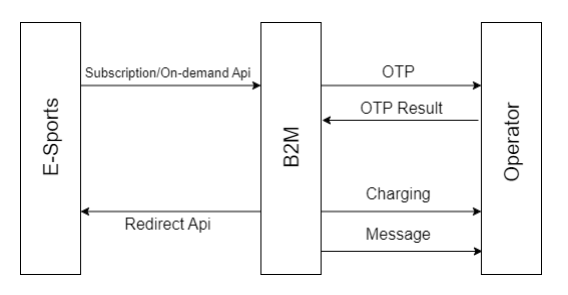 Subscription/On-demand Api
OTP
OTP Result
E-Sports
B2M
Operator
Charging
Redirect Api
Message